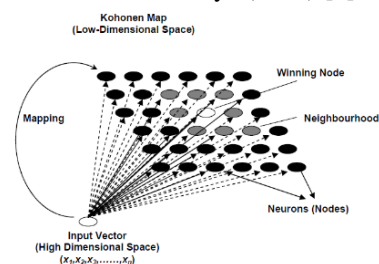 Kohonen Map
(Low-Dimensional Space)
Winning Node
Mapping
Neighbourhood
Neurons (Nodes)
Input Vector
(High Dimensional Space)
(x₁,x₂,x₃,......,xₙ)